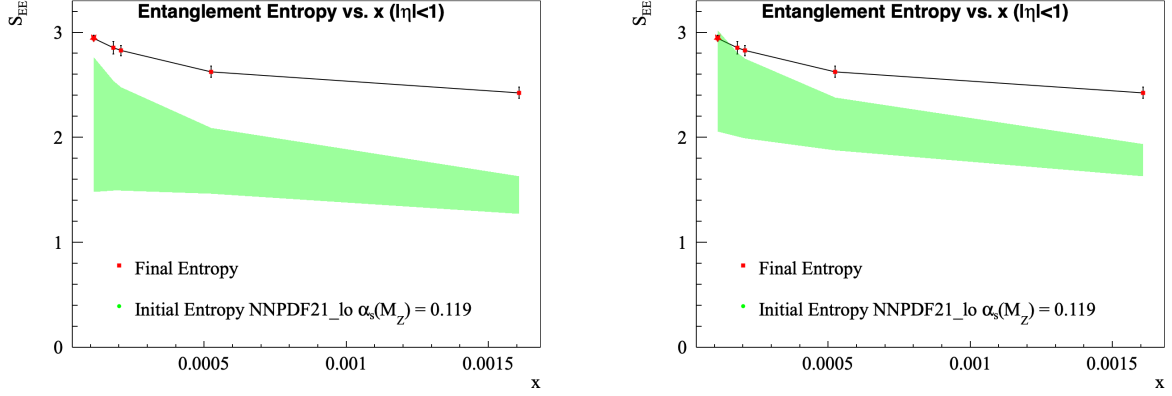 Entanglement Entropy vs. x (|η|<1)
S_EE
3
2
1
0
Final Entropy
Initial Entropy NNPDF21_lo α_s(M_Z) = 0.119
0.0005
0.001
0.0015
x
Entanglement Entropy vs. x (|η|<1)
S_EE
3
2
1
0
Final Entropy
Initial Entropy NNPDF21_lo α_s(M_Z) = 0.119
0.0005
0.001
0.0015
x